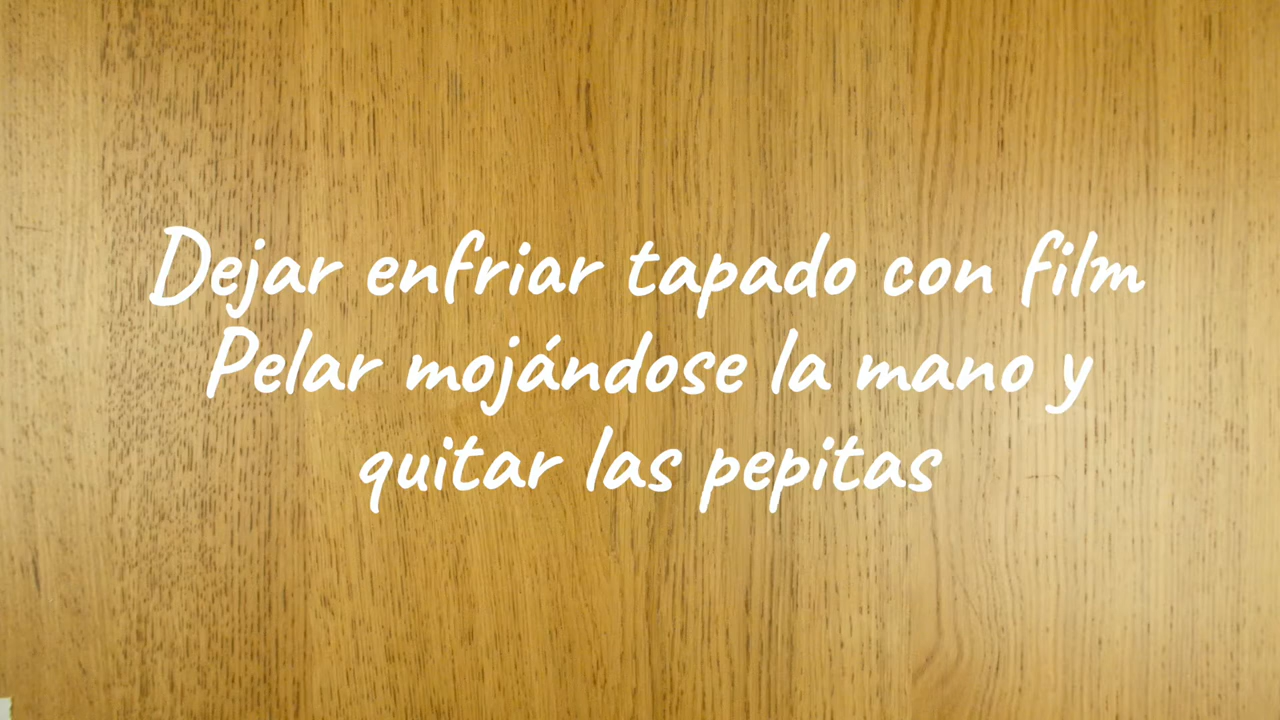 Dejar enfriar tapado con film
Pelar mojándose la mano y
quitar las pepitas